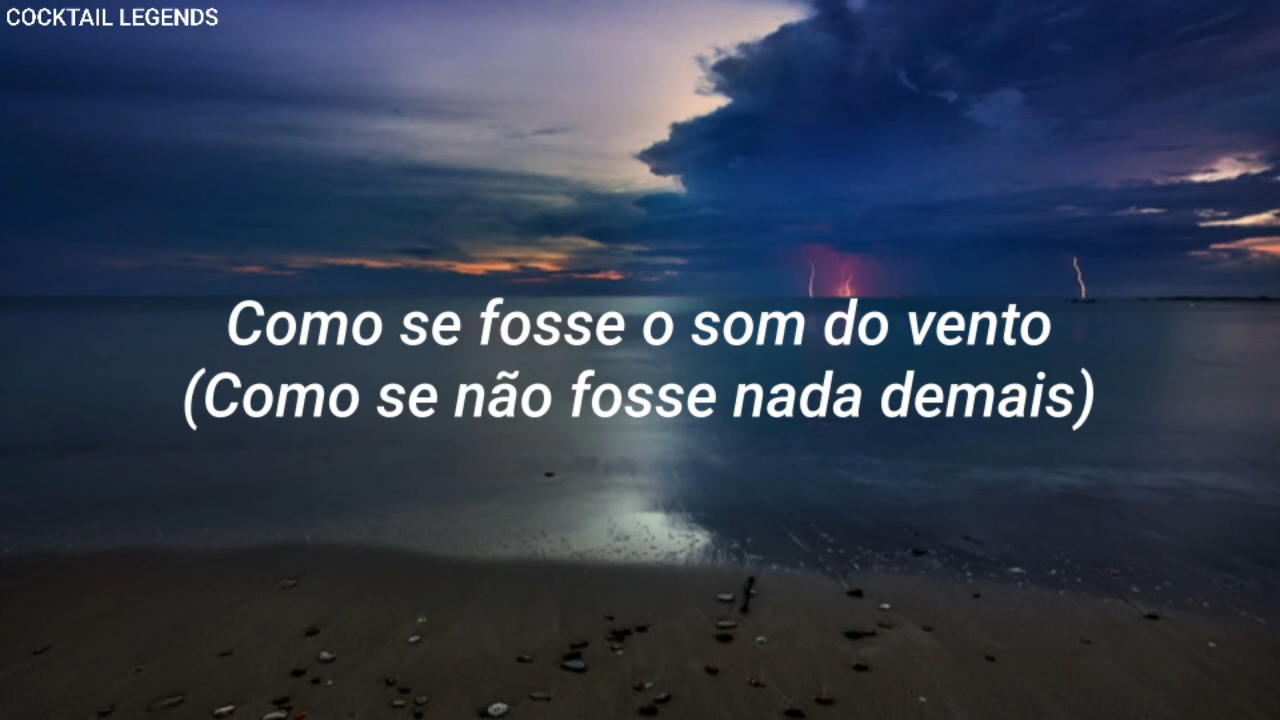 COCKTAIL LEGENDS
Como se fosse o som do vento
(Como se não fosse nada demais)